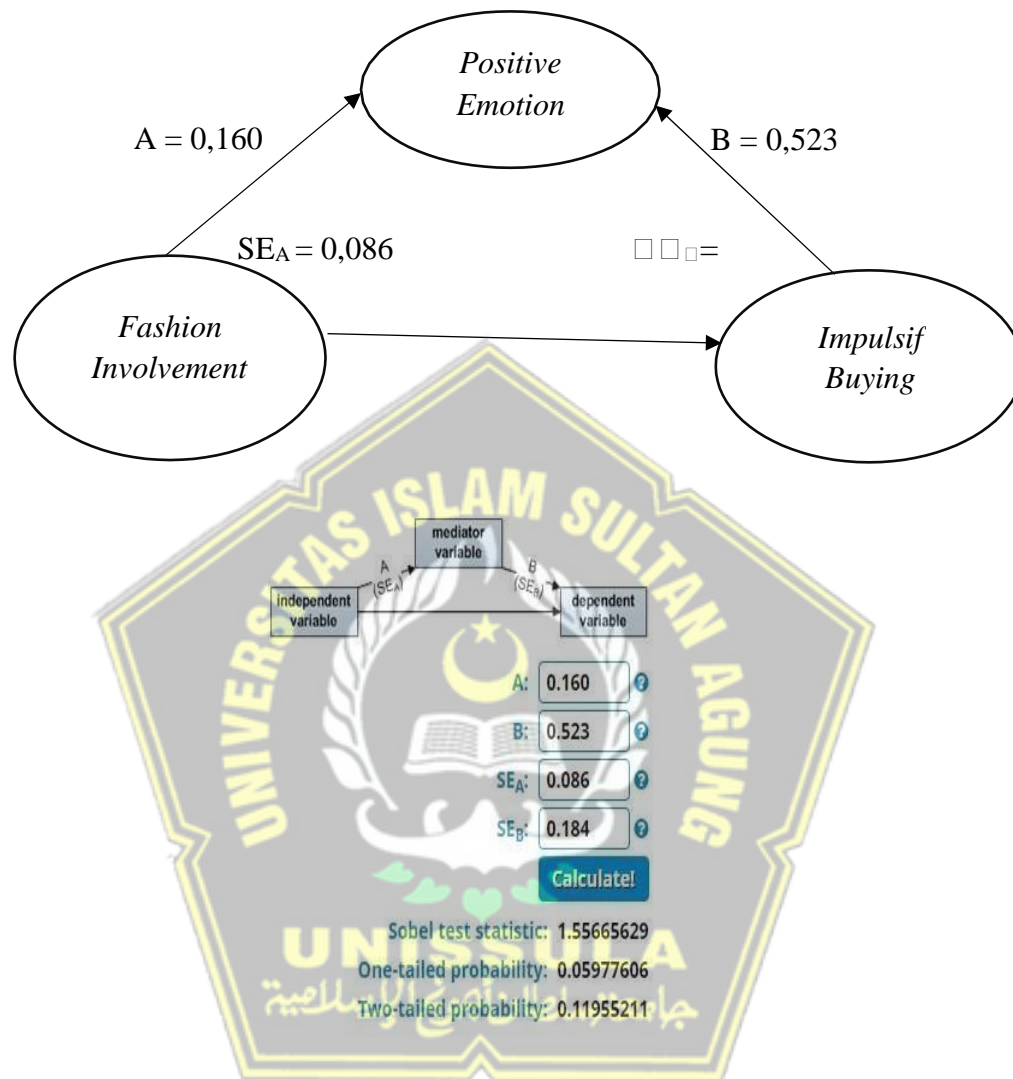 Positive
Emotion
A = 0,160
B = 0,523
SEA = 0,086
□ □ □ =
Fashion
Involvement
Impulsif
Buying
UNIVERSITAS ISLAM SULTAN AGUNG
mediator
variable
A
(SEA)
B
(SEB)
independent
variable
dependent
variable
A: 0.160
B: 0.523
SEA: 0.086
SEB: 0.184
Calculate!
Sobel test statistic: 1.55665629
UNISSULA
One-tailed probability: 0.05977606
Two-tailed probability: 0.11955211